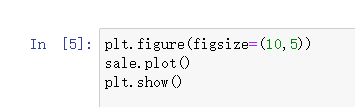 In [5]: plt.figure(figsize=(10,5))
sale.plot()
plt.show()